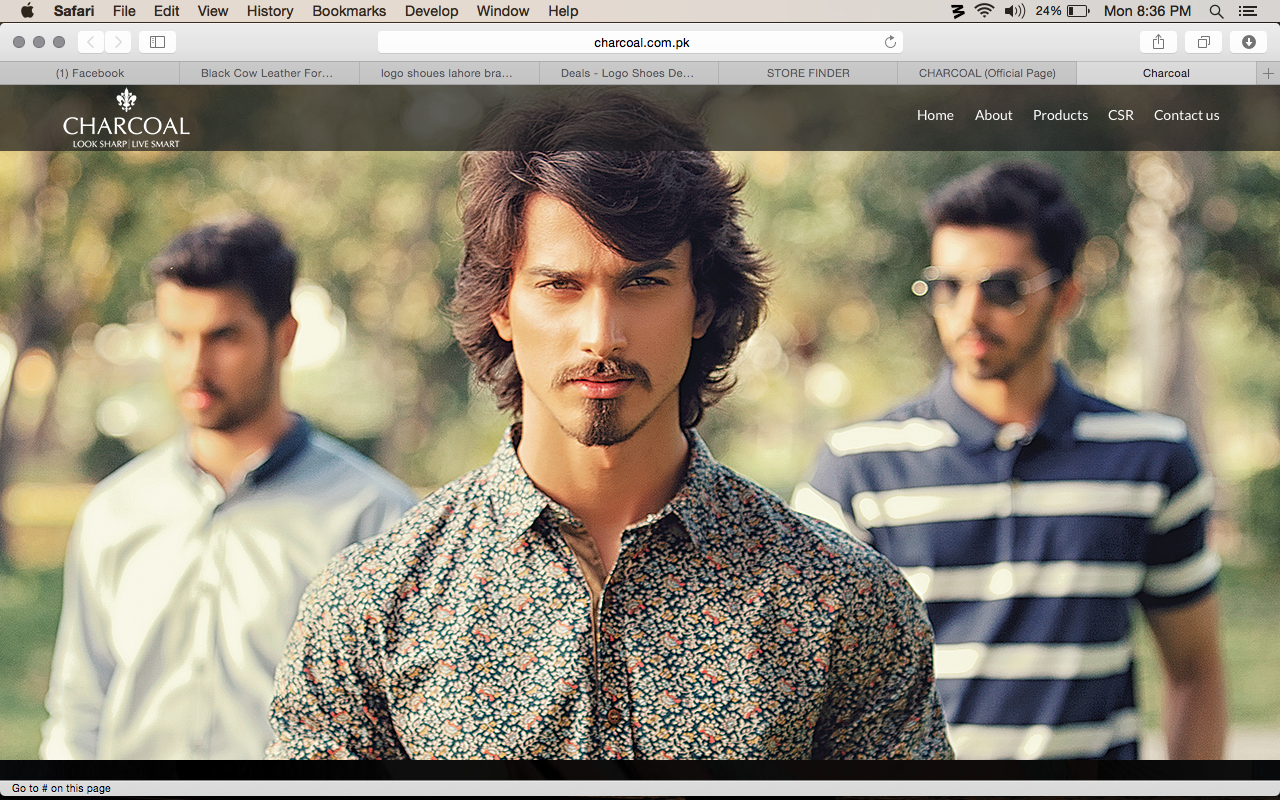 Safari File Edit View History Bookmarks Develop Window Help 24% Mon 8:36 PM
charcoal.com.pk
(1) Facebook Black Cow Leather For… logo shoues lahore bra… Deals - Logo Shoes De… STORE FINDER CHARCOAL (Official Page) Charcoal
CHARCOAL
LOOK SHARP | LIVE SMART
Home About Products CSR Contact us
Go to # on this page